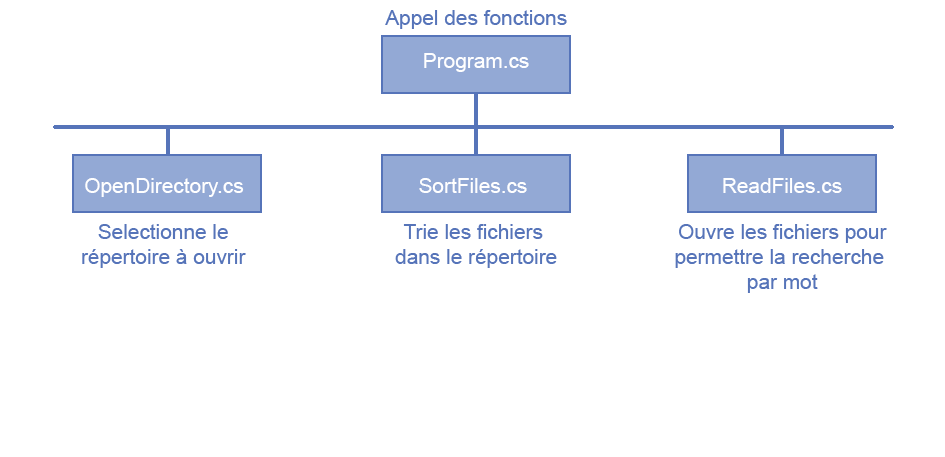 Appel des fonctions
Program.cs
OpenDirectory.cs
SortFiles.cs
ReadFiles.cs
Selectionne le
répertoire à ouvrir
Trie les fichiers
dans le répertoire
Ouvre les fichiers pour
permettre la recherche
par mot